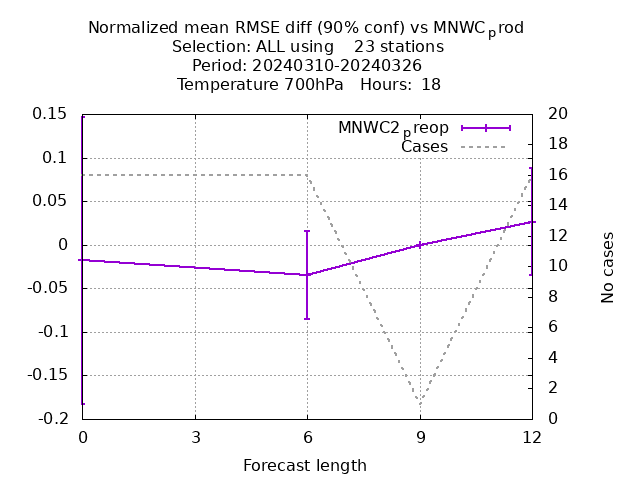 Normalized mean RMSE diff (90% conf) vs MNWCprod
Selection: ALL using    23 stations
Period: 20240310-20240326
Temperature 700hPa   Hours:  18
MNWC2preop
Cases
0.15
0.1
0.05
0
-0.05
-0.1
-0.15
-0.2
20
18
16
14
12
10
8
6
4
2
0
No cases
0 3 6 9 12
Forecast length